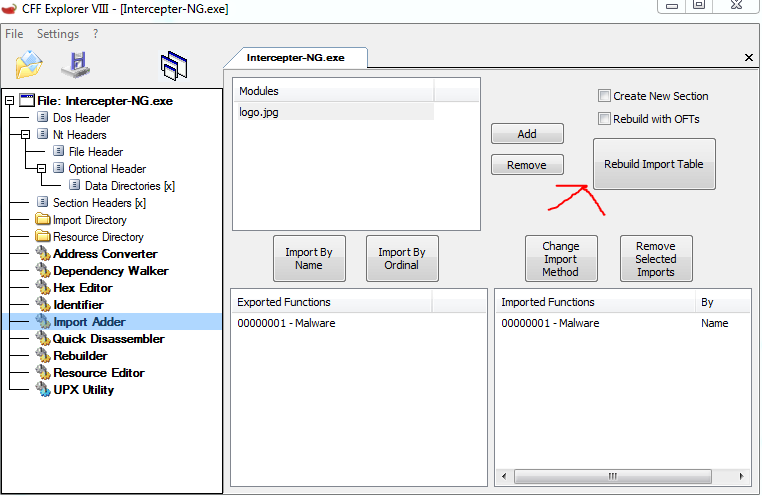 CFF Explorer VIII - [Intercepter-NG.exe]
File Settings ?
Intercepter-NG.exe
File: Intercepter-NG.exe
Dos Header
Nt Headers
File Header
Optional Header
Data Directories [x]
Section Headers [x]
Import Directory
Resource Directory
Address Converter
Dependency Walker
Hex Editor
Identifier
Import Adder
Quick Disassembler
Rebuilder
Resource Editor
UPX Utility
Modules
logo.jpg
Add
Remove
Create New Section
Rebuild with OFTs
Rebuild Import Table
Import By
Name
Import By
Ordinal
Change
Import
Method
Remove
Selected
Imports
Exported Functions
00000001 - Malware
Imported Functions By
00000001 - Malware Name